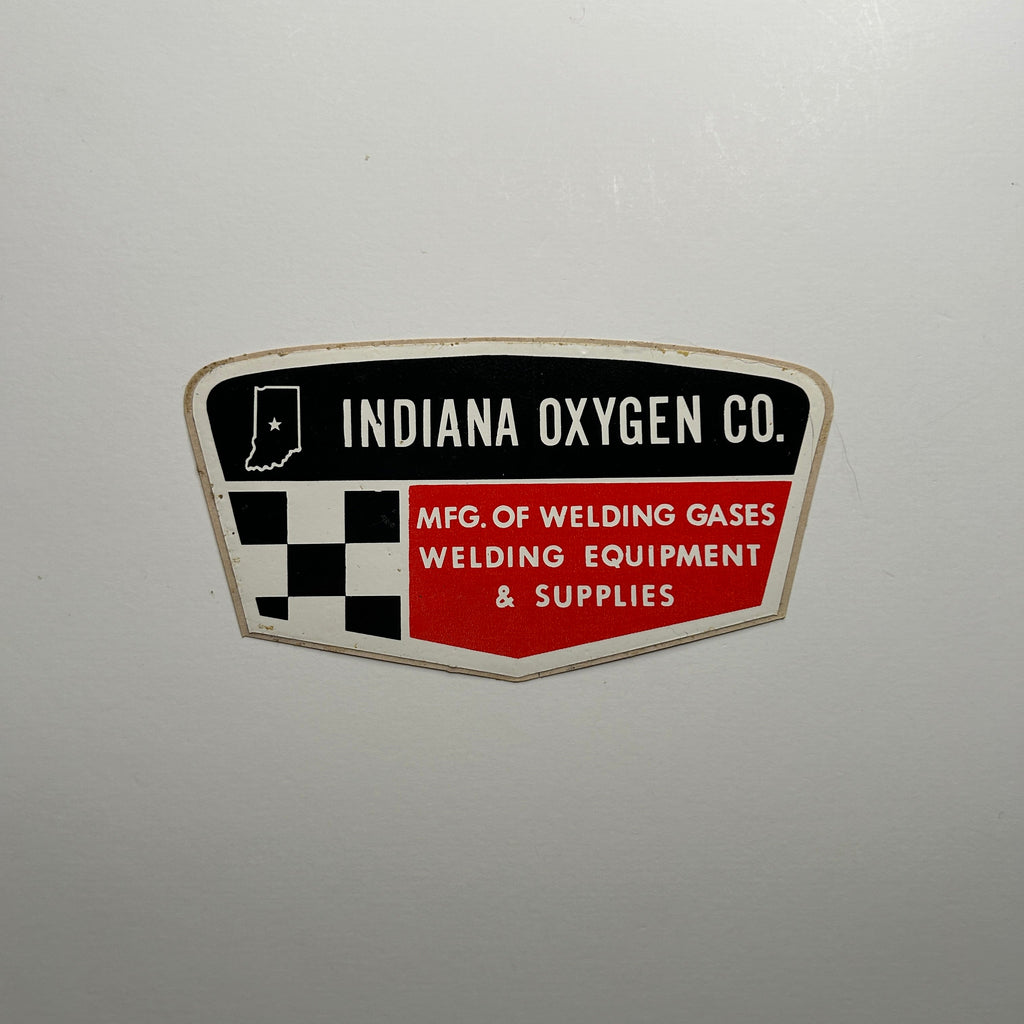 INDIANA OXYGEN CO.
MFG. OF WELDING GASES
WELDING EQUIPMENT
& SUPPLIES